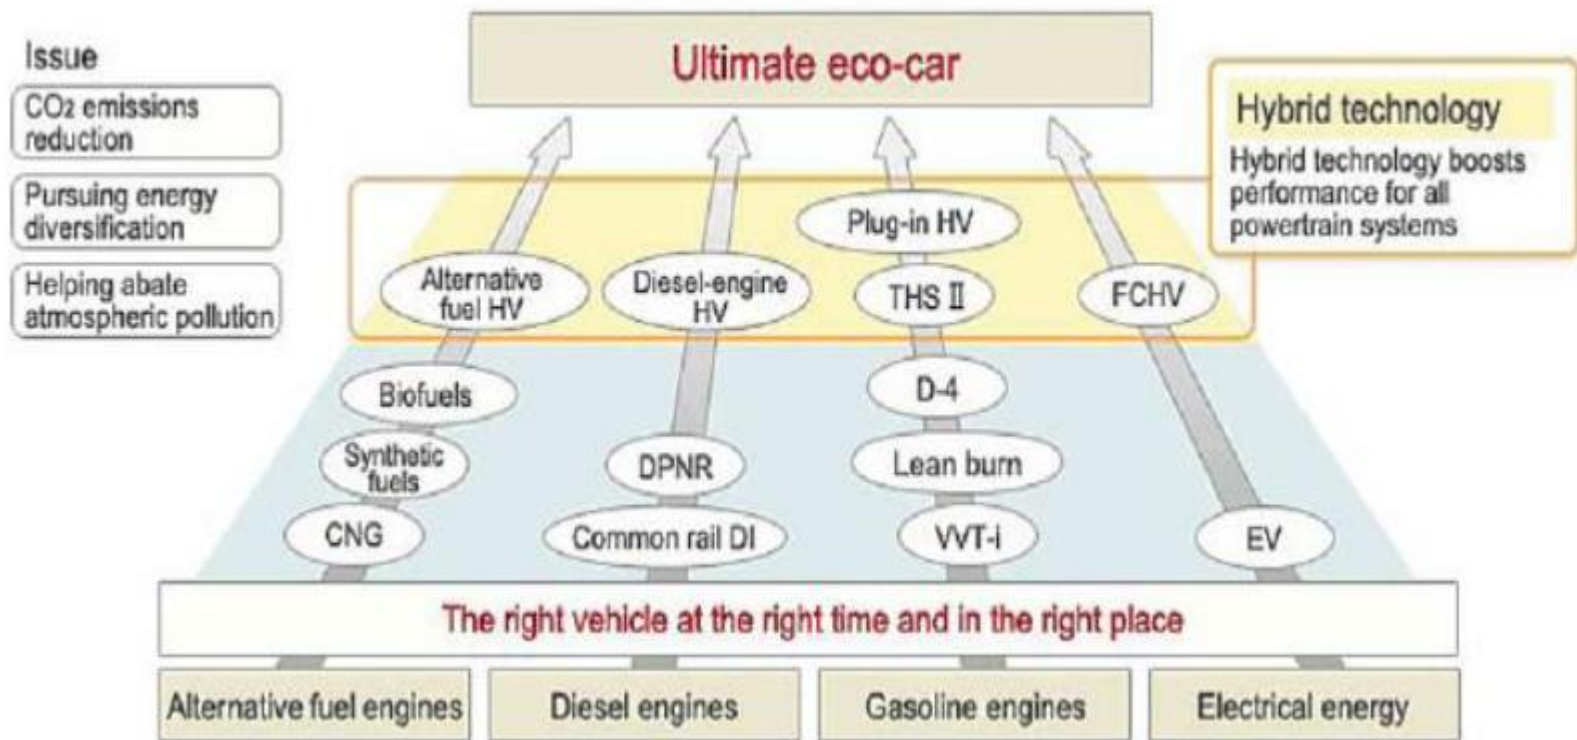 Ultimate eco-car
Issue
CO2 emissions
reduction
Pursuing energy
diversification
Helping abate
atmospheric pollution
Hybrid technology
Hybrid technology boosts
performance for all
powertrain systems
Plug-in HV
Alternative
fuel HV
Diesel-engine
HV
THS II
FCHV
Biofuels
D-4
Synthetic
fuels
DPNR
Lean burn
CNG
Common rail DI
VVT-i
EV
The right vehicle at the right time and in the right place
Alternative fuel engines
Diesel engines
Gasoline engines
Electrical energy